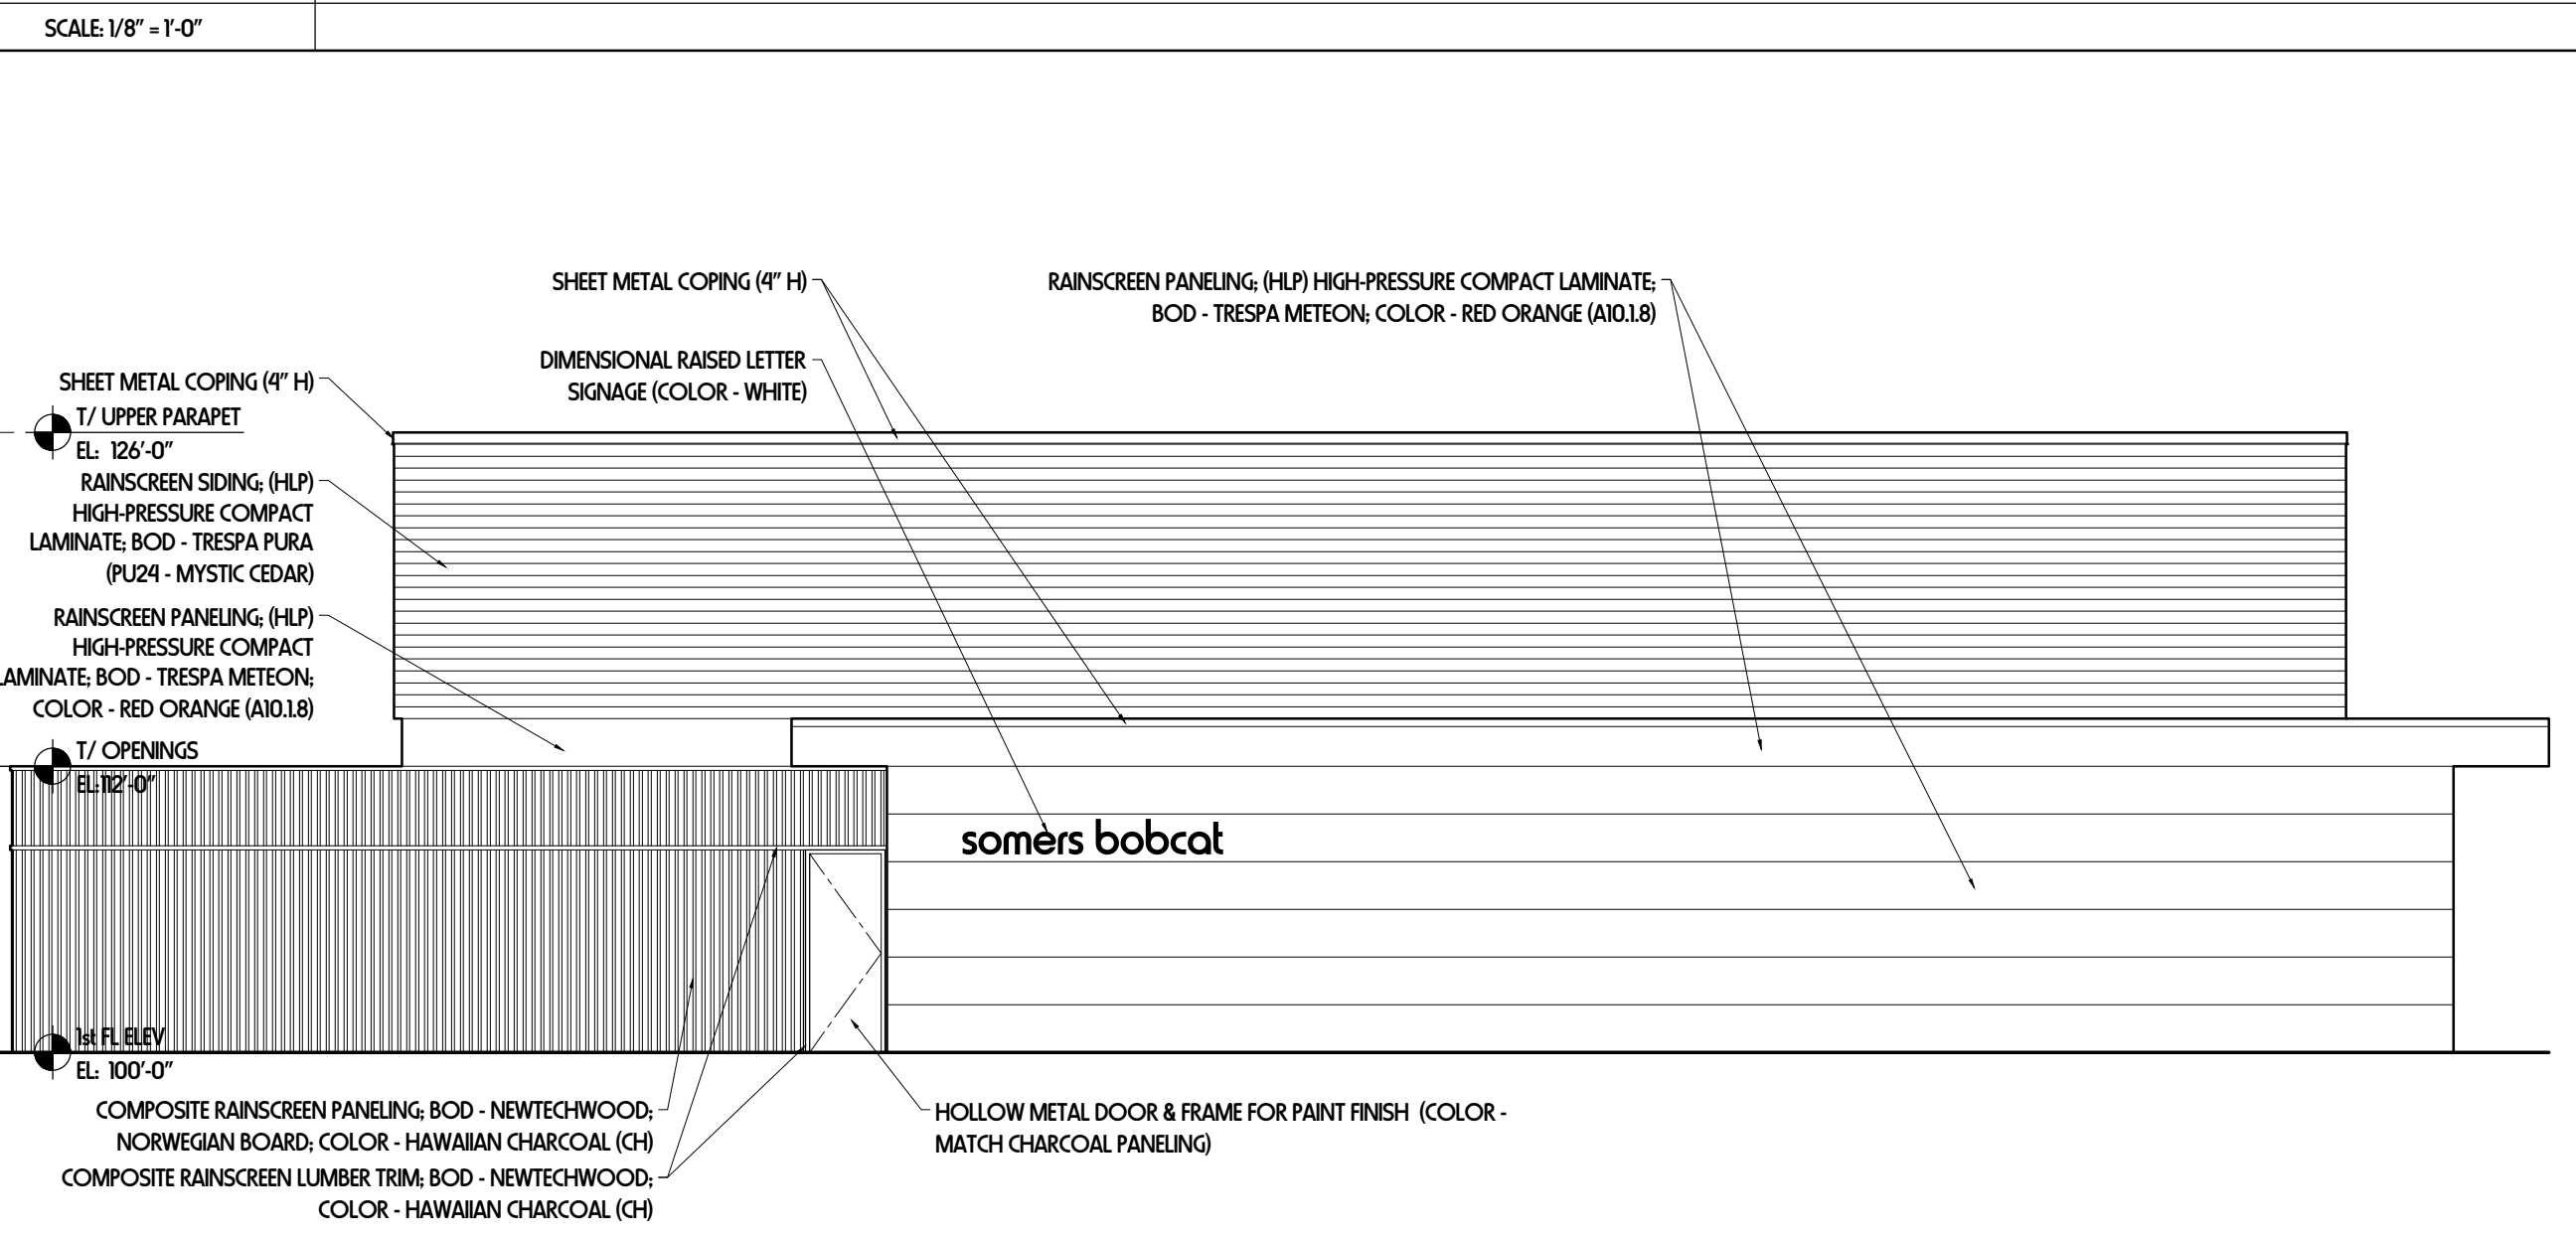 SCALE: 1/8" = 1'-0"
SHEET METAL COPING (4" H)
RAINSCREEN PANELING; (HLP) HIGH-PRESSURE COMPACT LAMINATE;
BOD - TRESPA METEON; COLOR - RED ORANGE (A10.1.8)
DIMENSIONAL RAISED LETTER
SIGNAGE (COLOR - WHITE)
SHEET METAL COPING (4" H)
T/ UPPER PARAPET
EL: 126'-0"
RAINSCREEN SIDING; (HLP)
HIGH-PRESSURE COMPACT
LAMINATE; BOD - TRESPA PURA
(PU24 - MYSTIC CEDAR)
RAINSCREEN PANELING; (HLP)
HIGH-PRESSURE COMPACT
LAMINATE; BOD - TRESPA METEON;
COLOR - RED ORANGE (A10.1.8)
T/ OPENINGS
EL:112'-0"
somers bobcat
1st FL ELEV
EL: 100'-0"
COMPOSITE RAINSCREEN PANELING; BOD - NEWTECHWOOD;
NORWEGIAN BOARD; COLOR - HAWAIIAN CHARCOAL (CH)
COMPOSITE RAINSCREEN LUMBER TRIM; BOD - NEWTECHWOOD;
COLOR - HAWAIIAN CHARCOAL (CH)
HOLLOW METAL DOOR & FRAME FOR PAINT FINISH (COLOR -
MATCH CHARCOAL PANELING)